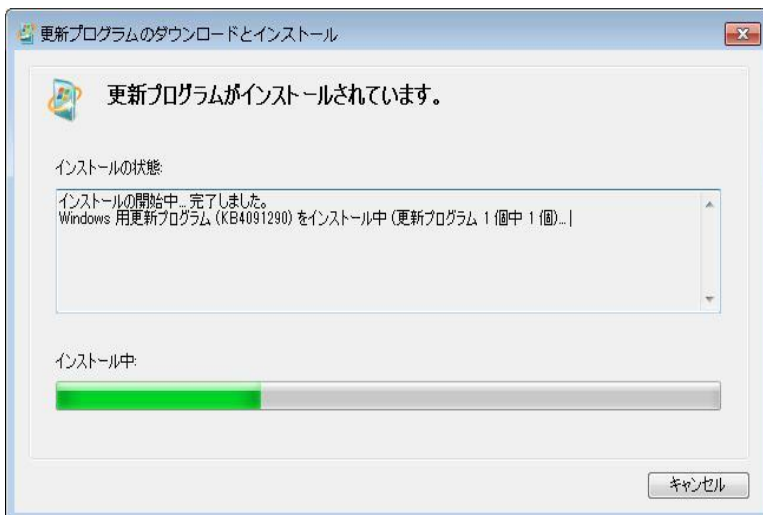 更新プログラムのダウンロードとインストール
更新プログラムがインストールされています。
インストールの状態:
インストールの開始中... 完了しました。
Windows 用更新プログラム (KB4091290) をインストール中 (更新プログラム 1 個中 1 個)...
インストール中:
キャンセル